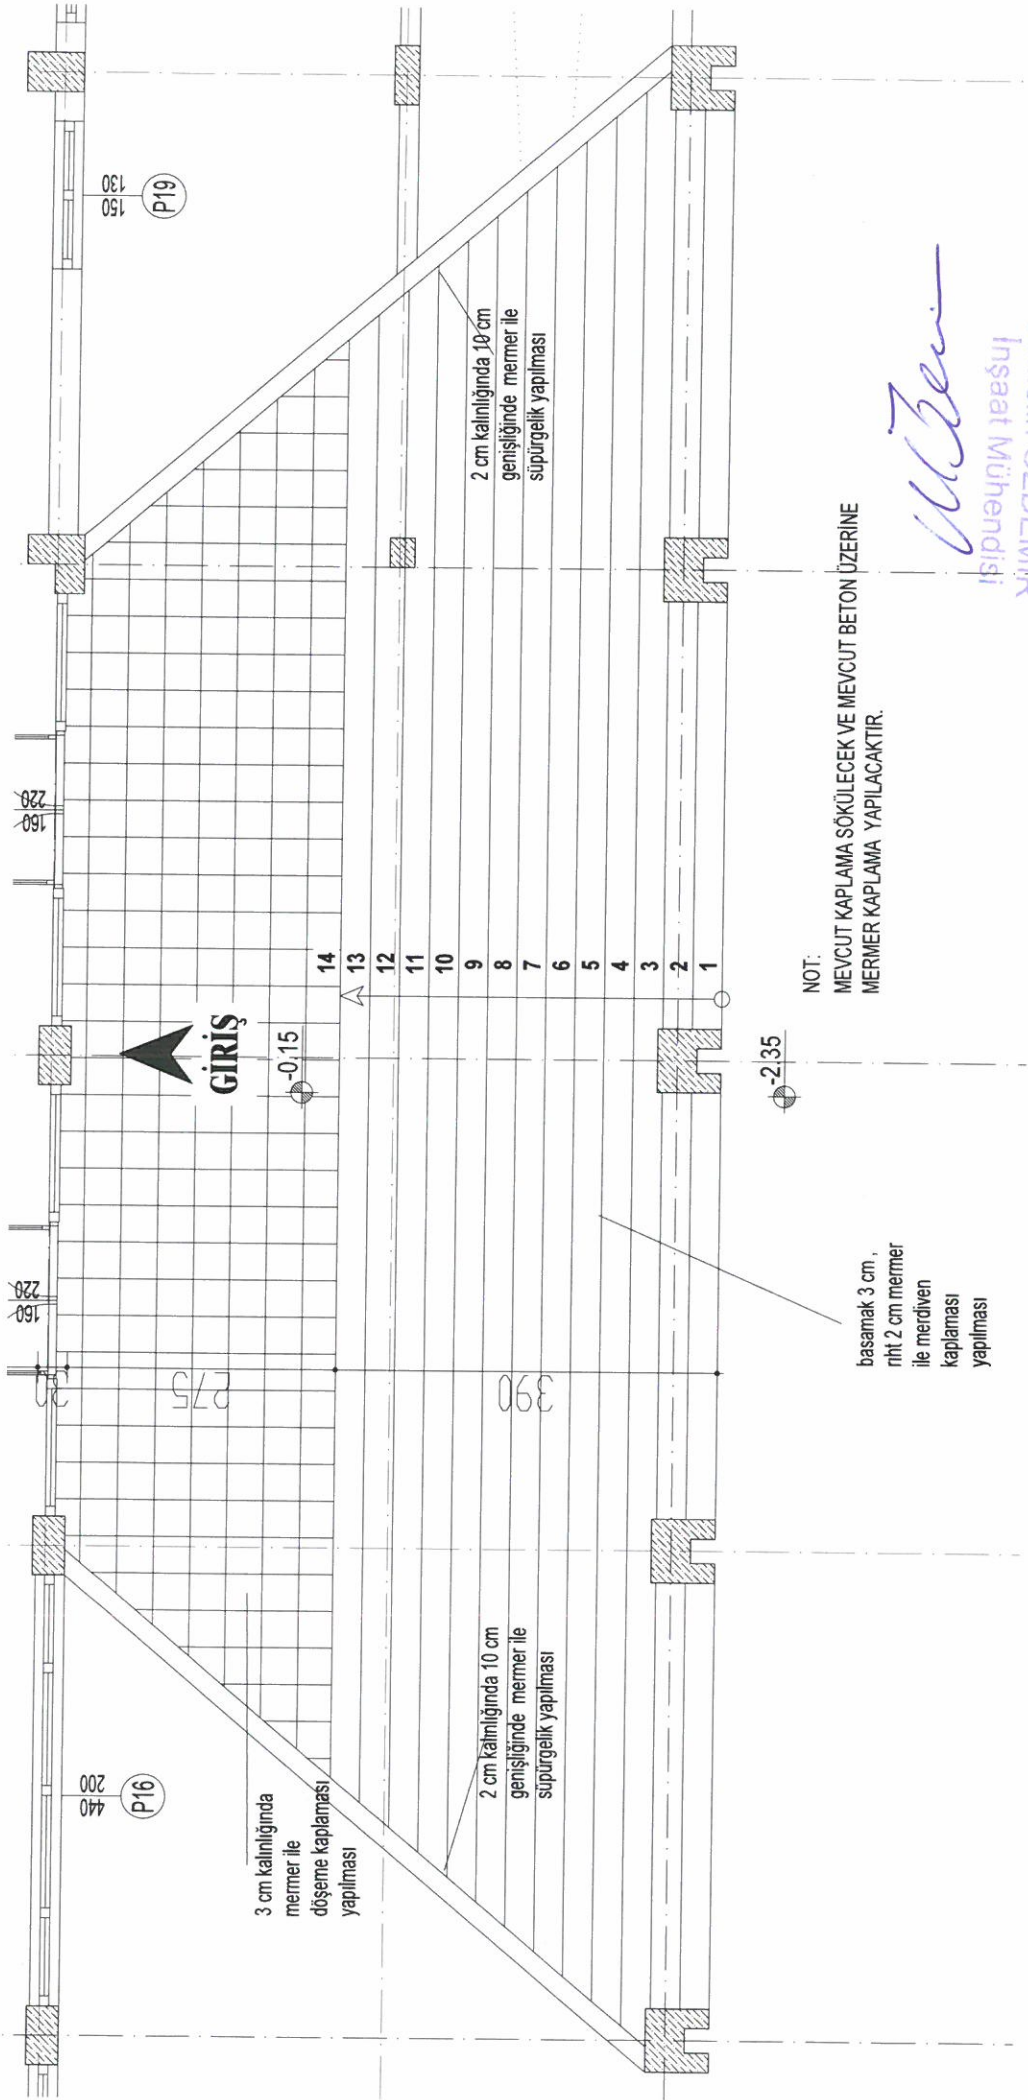 160
220
160
220
440
200
P16
150
130
P19
GİRİŞ
-0.15
275
390
3 cm kalınlığında
mermer ile
döşeme kaplaması
yapılması
14
13
12
11
10
9
8
7
6
5
4
3
2
1
2 cm kalınlığında 10 cm
genişliğinde mermer ile
süpürgelik yapılması
2 cm kalınlığında 10 cm
genişliğinde mermer ile
süpürgelik yapılması
-2.35
basamak 3 cm ,
rıht 2 cm mermer
ile merdiven
kaplaması
yapılması
NOT:
MEVCUT KAPLAMA SÖKÜLECEK VE MEVCUT BETON ÜZERİNE
MERMER KAPLAMA YAPILACAKTIR.
İnşaat Mühendisi